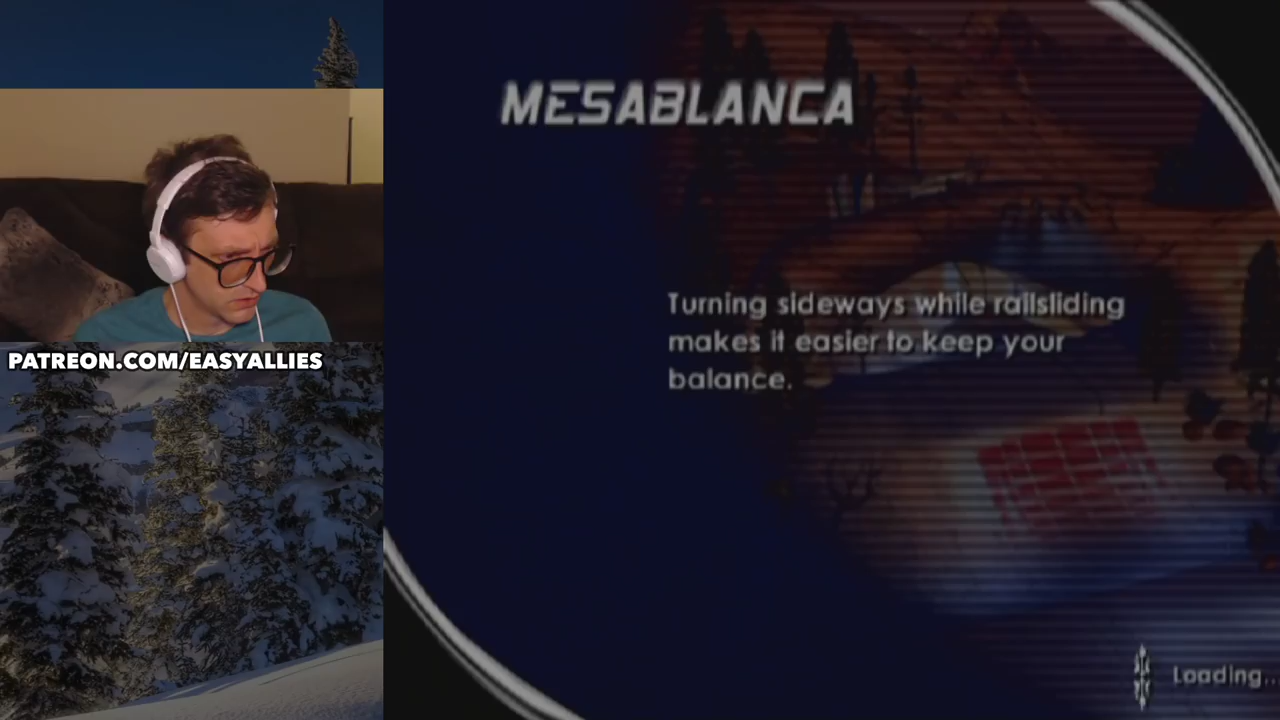 MESABLANCA
Turning sideways while railsliding
makes it easier to keep your
balance.
PATREON.COM/EASYALLIES
Loading...